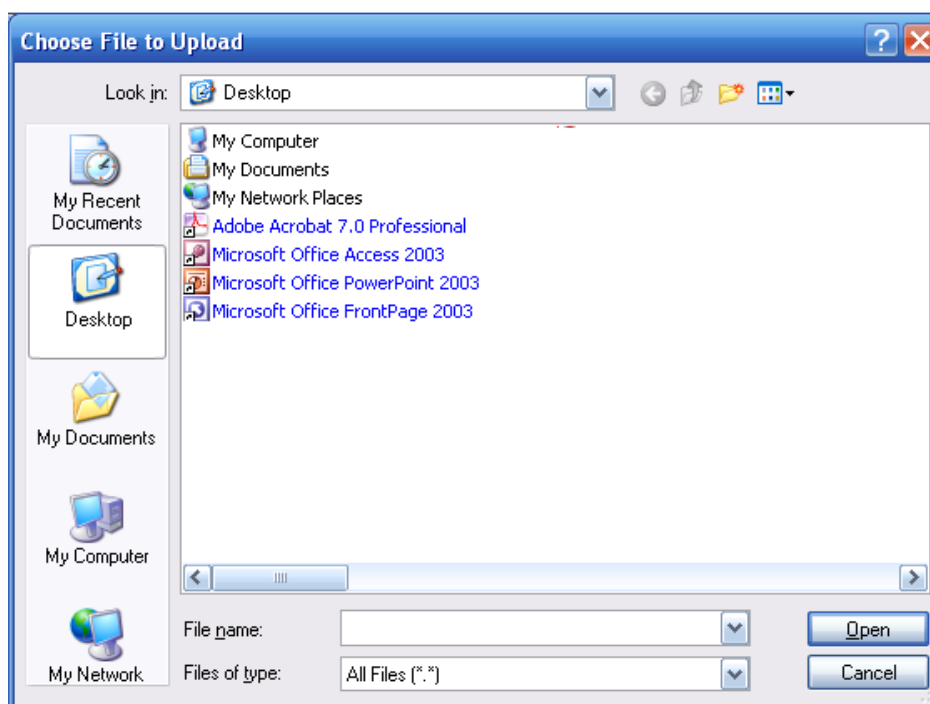 Choose File to Upload
Look in:
Desktop
My Recent
Documents
Desktop
My Documents
My Computer
My Network
My Computer
My Documents
My Network Places
Adobe Acrobat 7.0 Professional
Microsoft Office Access 2003
Microsoft Office PowerPoint 2003
Microsoft Office FrontPage 2003
File name:
Open
Files of type:
All Files (*.*)
Cancel